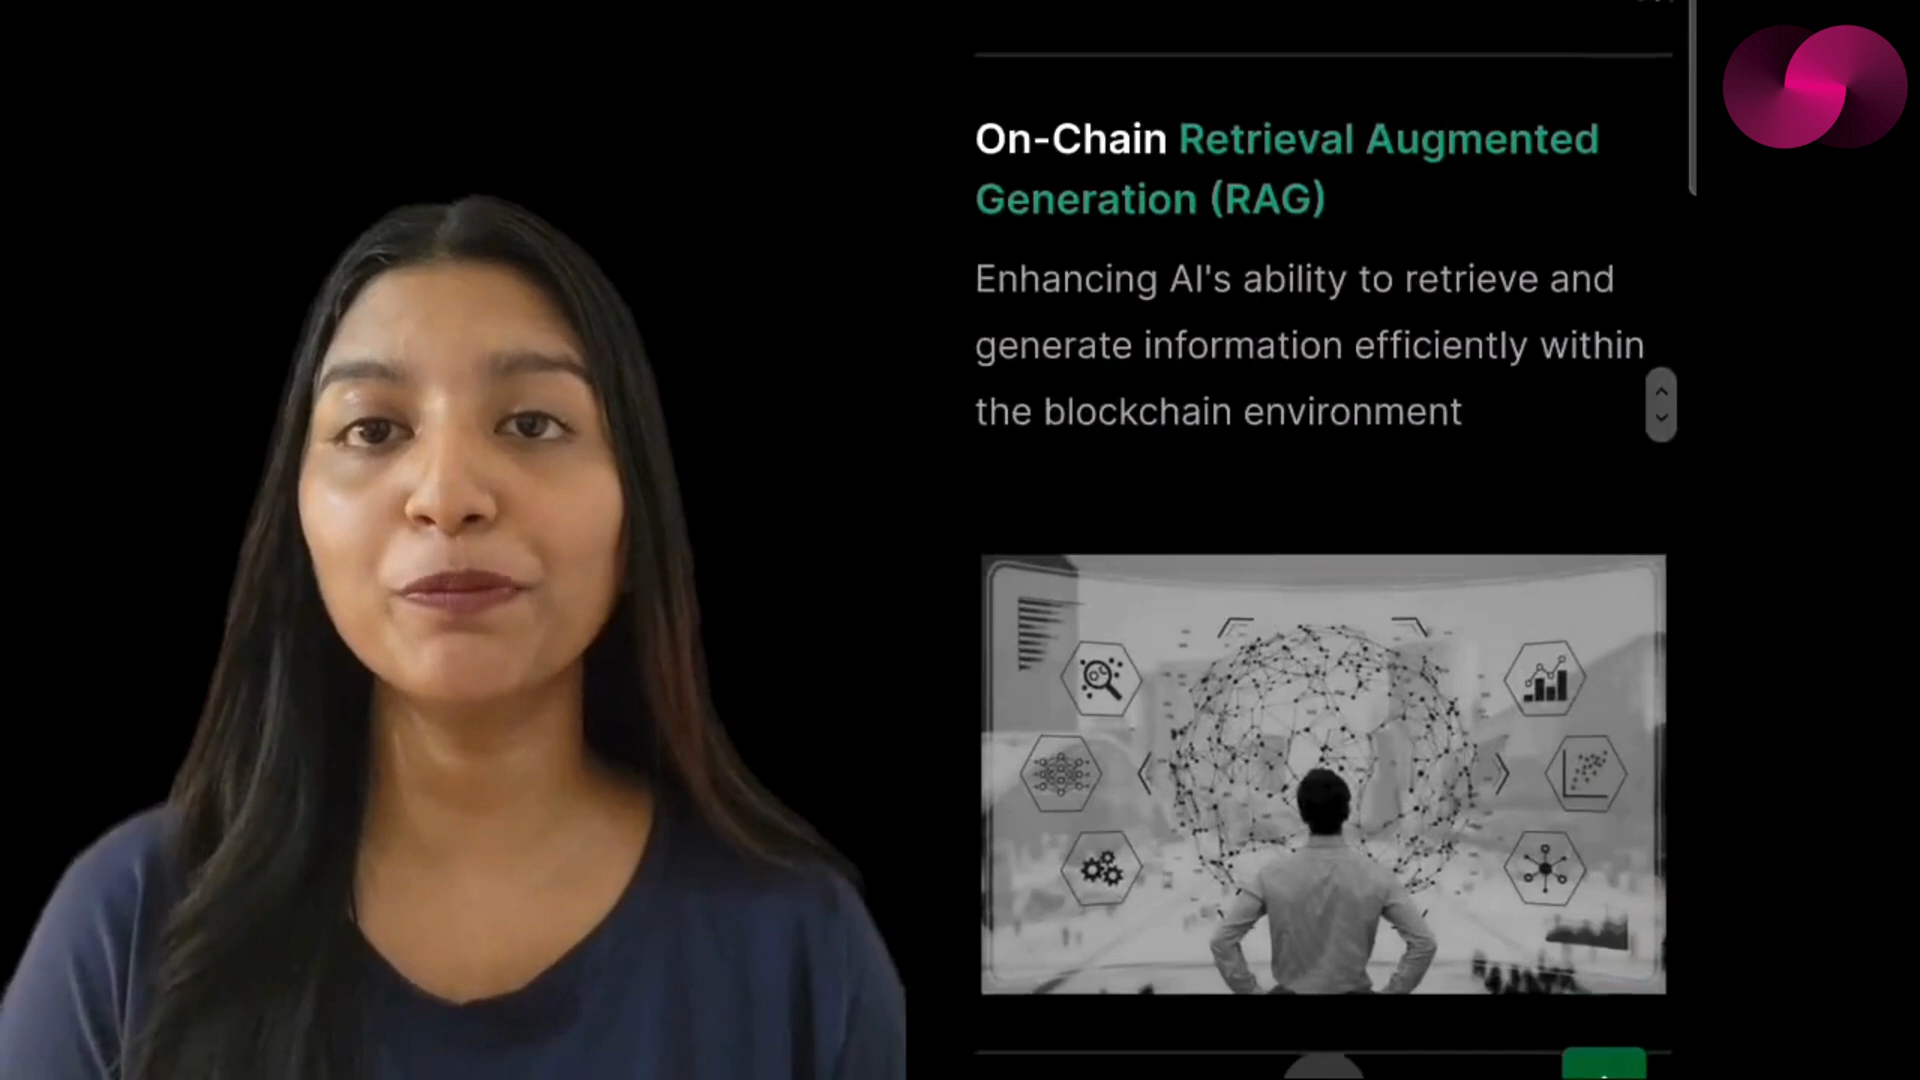 On-Chain Retrieval Augmented
Generation (RAG)
Enhancing AI's ability to retrieve and
generate information efficiently within
the blockchain environment